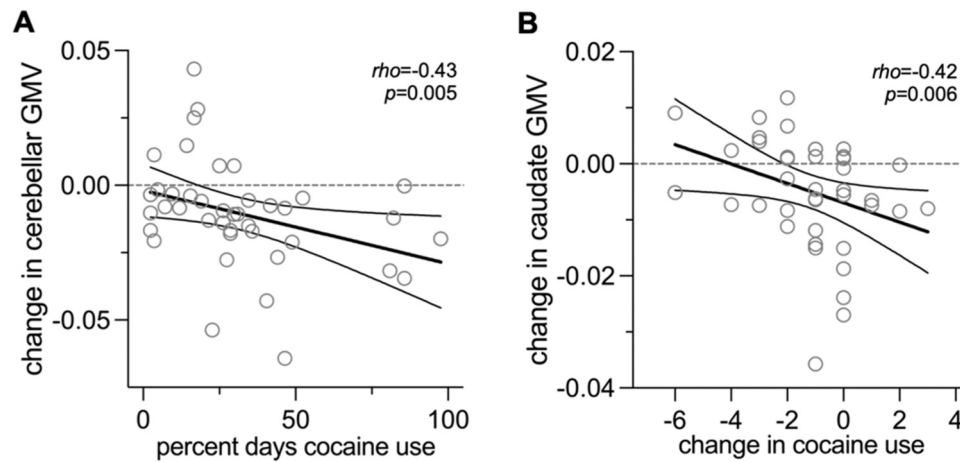 A
change in cerebellar GMV
0.05
0.00
-0.05
rho=-0.43
p=0.005
0
50
100
percent days cocaine use
B
change in caudate GMV
0.02
0.00
-0.02
-0.04
rho=-0.42
p=0.006
-6
-4
-2
0
2
4
change in cocaine use